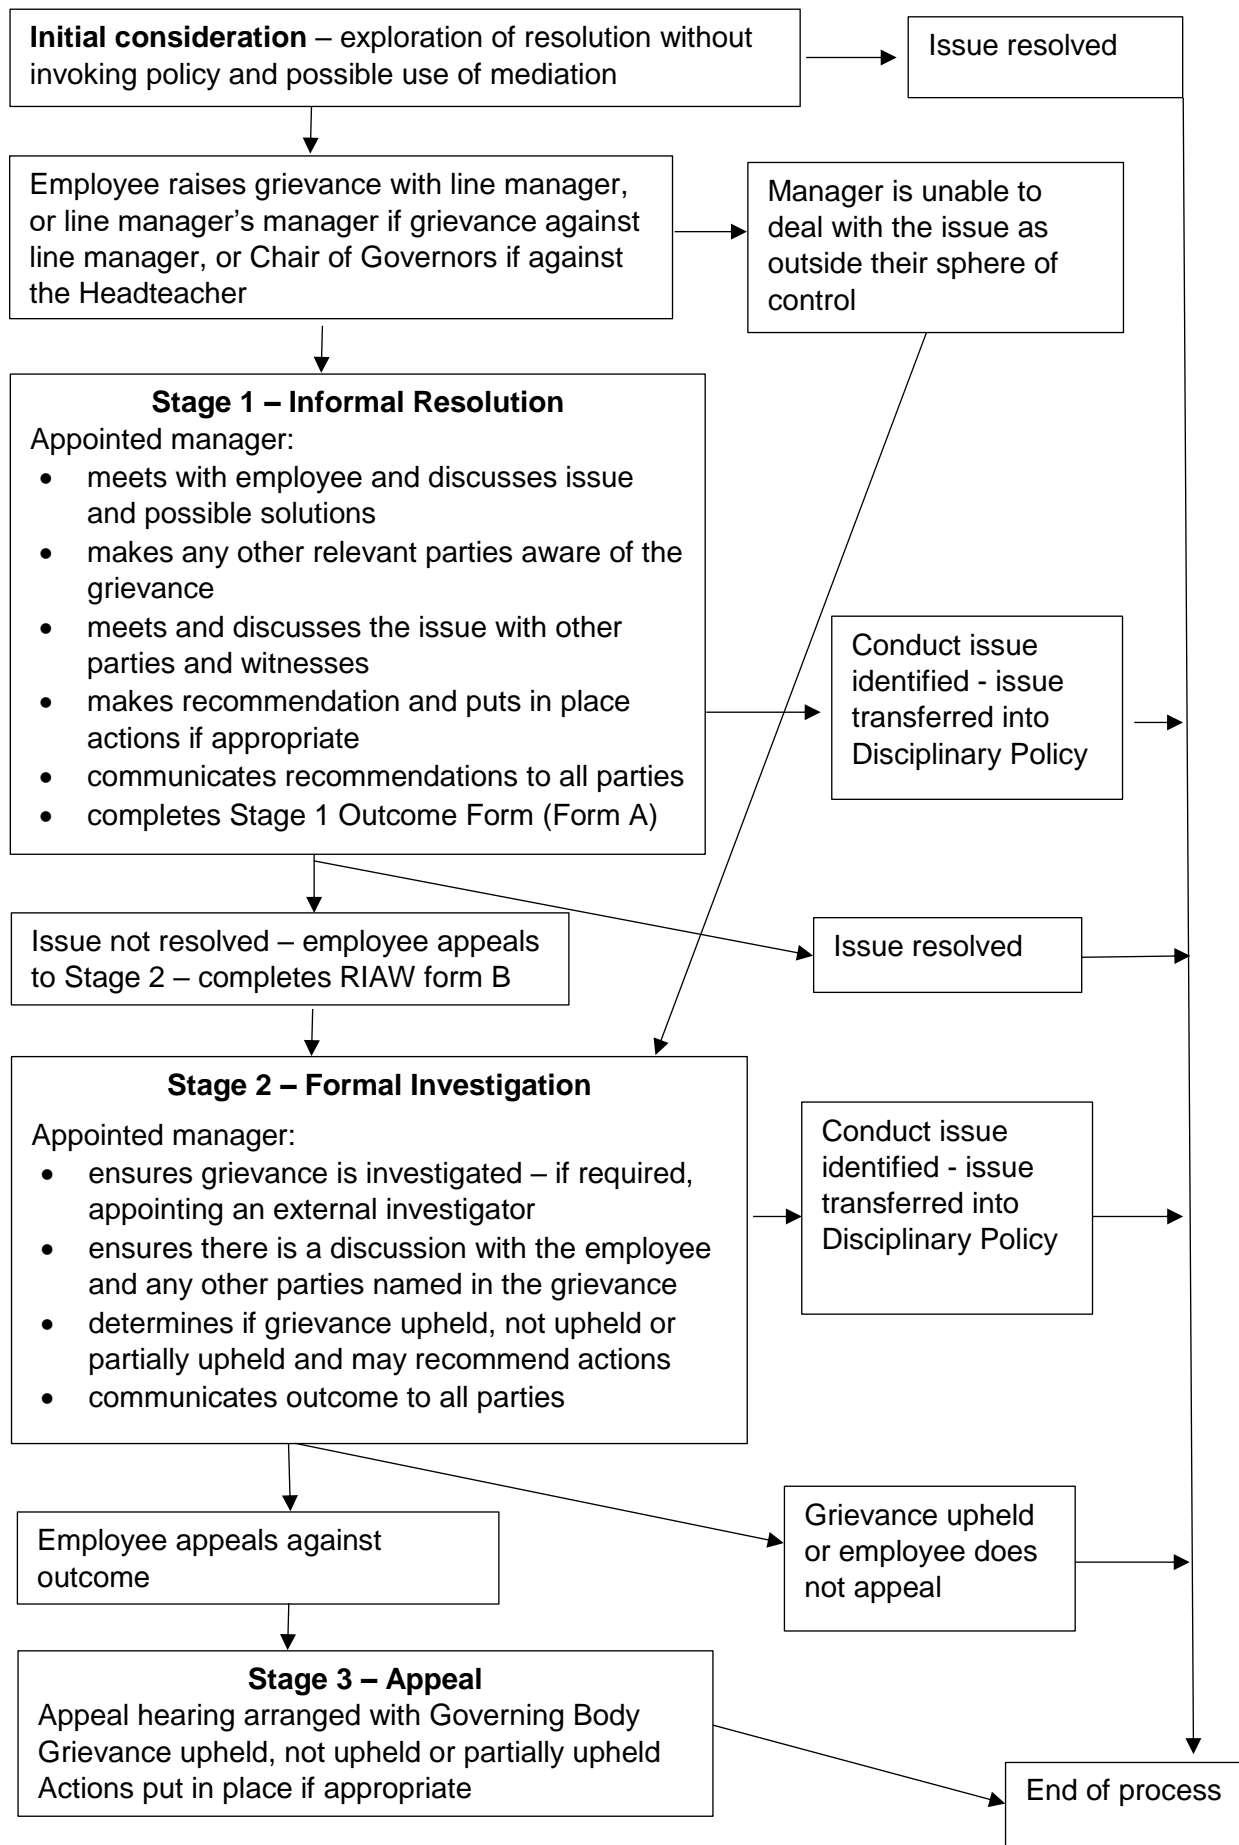 Initial consideration – exploration of resolution without
invoking policy and possible use of mediation
Issue resolved
Employee raises grievance with line manager,
or line manager’s manager if grievance against
line manager, or Chair of Governors if against
the Headteacher
Manager is unable to
deal with the issue as
outside their sphere of
control
Stage 1 – Informal Resolution
Appointed manager:
• meets with employee and discusses issue
and possible solutions
• makes any other relevant parties aware of the
grievance
• meets and discusses the issue with other
parties and witnesses
• makes recommendation and puts in place
actions if appropriate
• communicates recommendations to all parties
• completes Stage 1 Outcome Form (Form A)
Conduct issue
identified - issue
transferred into
Disciplinary Policy
Issue not resolved – employee appeals
to Stage 2 – completes RIAW form B
Issue resolved
Stage 2 – Formal Investigation
Appointed manager:
• ensures grievance is investigated – if required,
appointing an external investigator
• ensures there is a discussion with the employee
and any other parties named in the grievance
• determines if grievance upheld, not upheld or
partially upheld and may recommend actions
• communicates outcome to all parties
Conduct issue
identified - issue
transferred into
Disciplinary Policy
Employee appeals against
outcome
Grievance upheld
or employee does
not appeal
Stage 3 – Appeal
Appeal hearing arranged with Governing Body
Grievance upheld, not upheld or partially upheld
Actions put in place if appropriate
End of process